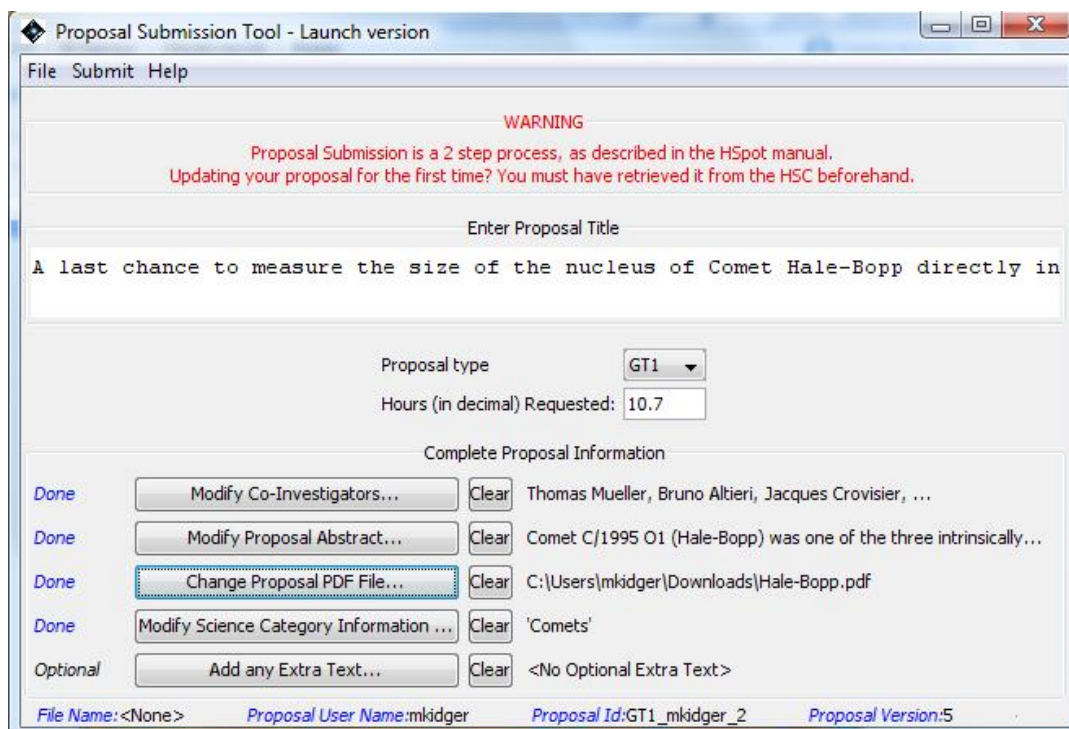 Proposal Submission Tool - Launch version
File Submit Help
WARNING
Proposal Submission is a 2 step process, as described in the HSpot manual.
Updating your proposal for the first time? You must have retrieved it from the HSC beforehand.
Enter Proposal Title
A last chance to measure the size of the nucleus of Comet Hale-Bopp directly in
Proposal type GT1
Hours (in decimal) Requested: 10.7
Complete Proposal Information
Done Modify Co-Investigators... Clear Thomas Mueller, Bruno Altieri, Jacques Crovisier, ...
Done Modify Proposal Abstract... Clear Comet C/1995 O1 (Hale-Bopp) was one of the three intrinsically...
Done Change Proposal PDF File... Clear C:\Users\mkidger\Downloads\Hale-Bopp.pdf
Done Modify Science Category Information ... Clear 'Comets'
Optional Add any Extra Text... Clear <No Optional Extra Text>
File Name:<None> Proposal User Name:mkidger Proposal Id:GT1_mkidger_2 Proposal Version:5